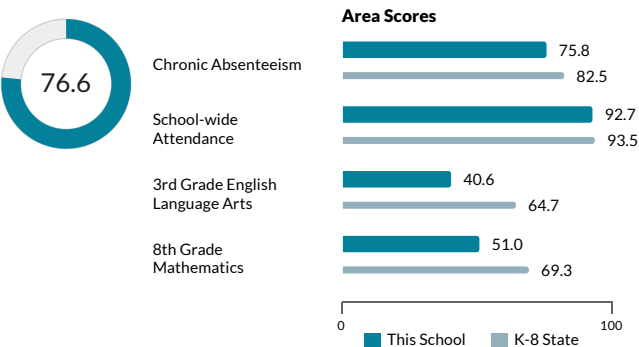 Area Scores
76.6
Chronic Absenteeism
75.8
82.5
School-wide
Attendance
92.7
93.5
3rd Grade English
Language Arts
40.6
64.7
8th Grade
Mathematics
51.0
69.3
0
100
This School
K-8 State